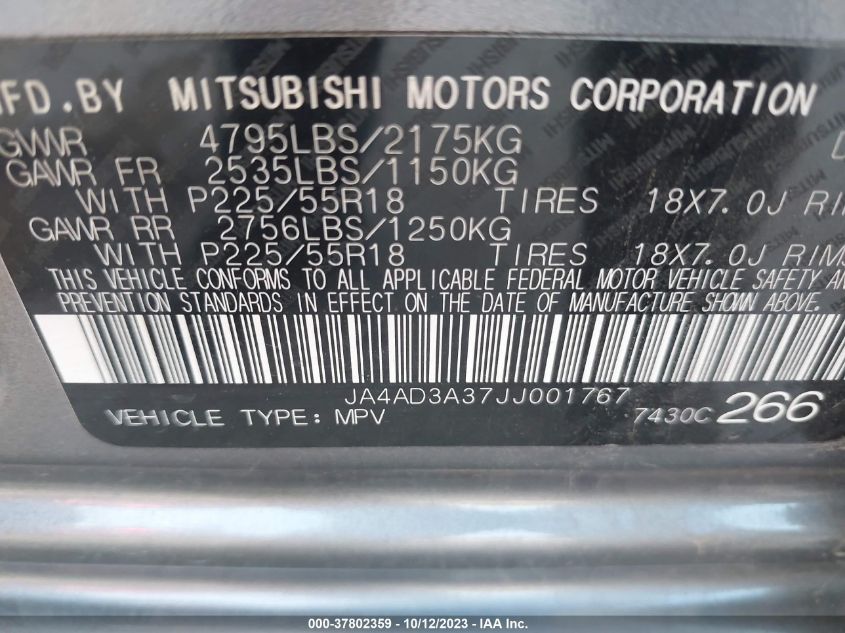 MFD.BY MITSUBISHI MOTORS CORPORATION
GVWR 4795LBS/2175KG
GAWR FR 2535LBS/1150KG
WITH P225/55R18 TIRES 18X7.0J
GAWR RR 2756LBS/1250KG
WITH P225/55R18 TIRES 18X7.0J RIMS
THIS VEHICLE CONFORMS TO ALL APPLICABLE FEDERAL MOTOR VEHICLE SAFETY
PREVENTION STANDARDS IN EFFECT ON THE DATE OF MANUFACTURE SHOWN ABOVE.
JA4AD3A37JJ001767
VEHICLE TYPE: MPV 7430C 266
000-37802359 - 10/12/2023 - © IAA, Inc.